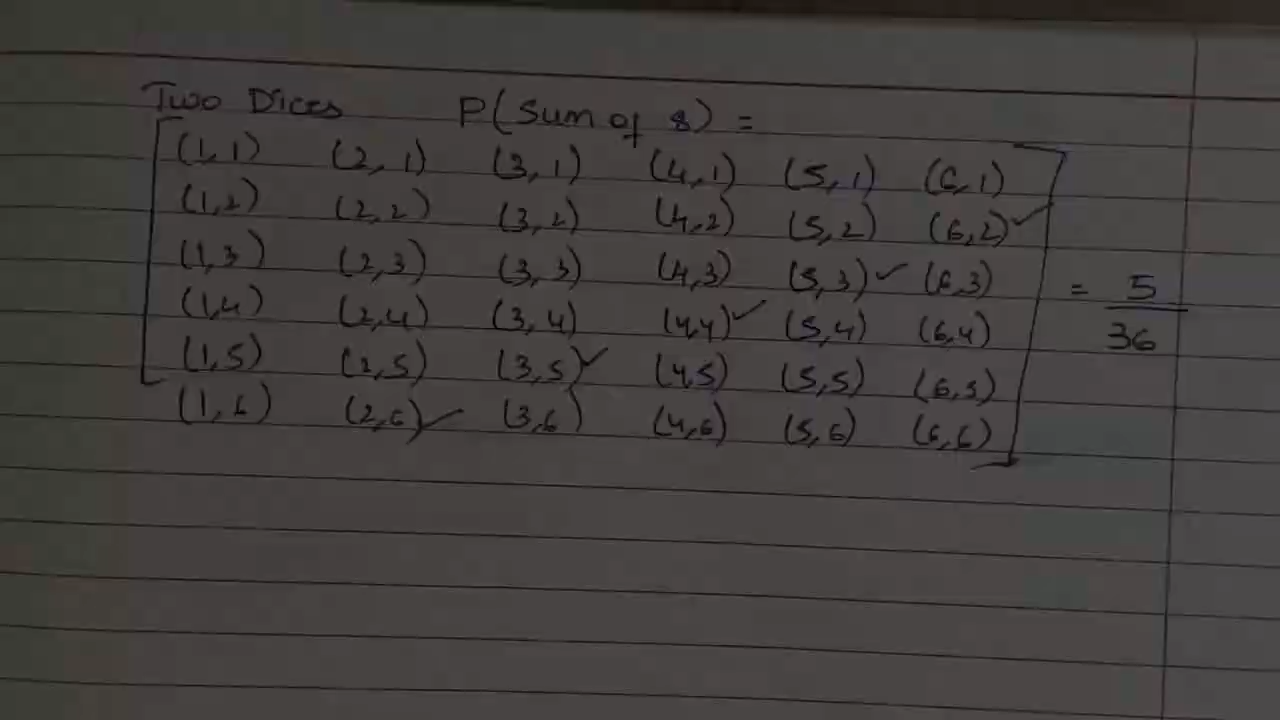 Two Dices P(Sum of 8) =
(1,1) (2,1) (3,1) (4,1) (5,1) (6,1)
(1,2) (2,2) (3,2) (4,2) (5,2) (6,2) ✓
(1,3) (2,3) (3,3) (4,3) (5,3) ✓ (6,3) = 5/36
(1,4) (2,4) (3,4) (4,4) ✓ (5,4) (6,4)
(1,5) (2,5) (3,5) ✓ (4,5) (5,5) (6,5)
(1,6) (2,6) ✓ (3,6) (4,6) (5,6) (6,6)